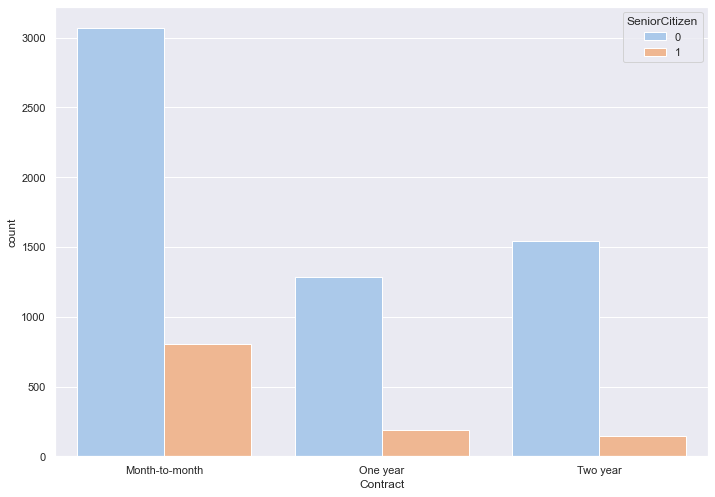 SeniorCitizen
0
1
3000
2500
2000
1500
1000
500
0
count
Month-to-month
One year
Two year
Contract